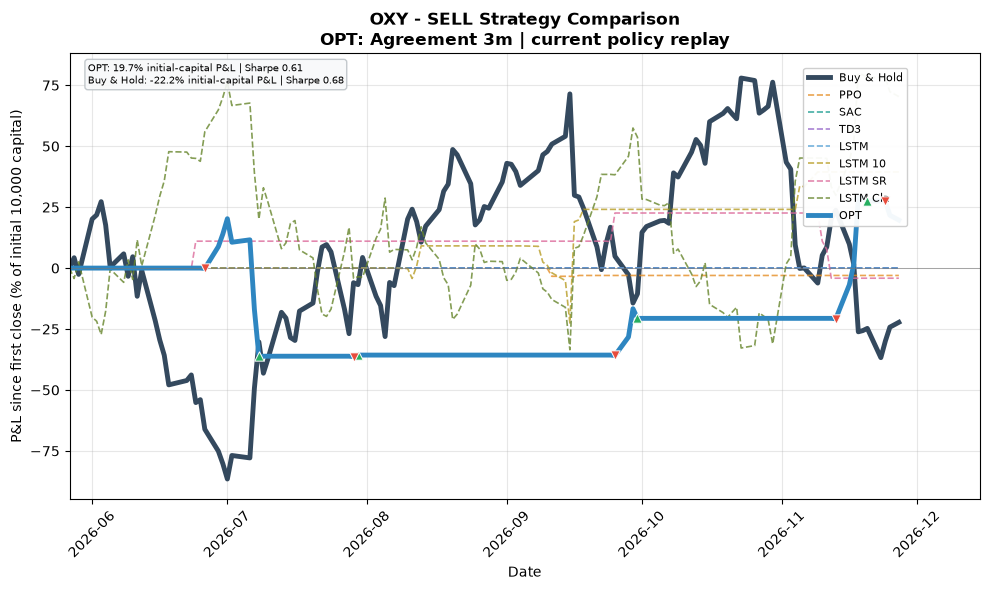 OXY - SELL Strategy Comparison
OPT: Agreement 3m | current policy replay
OPT: 19.7% initial-capital P&L | Sharpe 0.61
Buy & Hold: -22.2% initial-capital P&L | Sharpe 0.68
Buy & Hold
PPO
SAC
TD3
LSTM
LSTM 10
LSTM SR
LSTM
OPT
P&L since first close (% of initial 10,000 capital)
75
50
25
0
−25
−50
−75
2026-06
2026-07
2026-08
2026-09
2026-10
2026-11
2026-12
Date